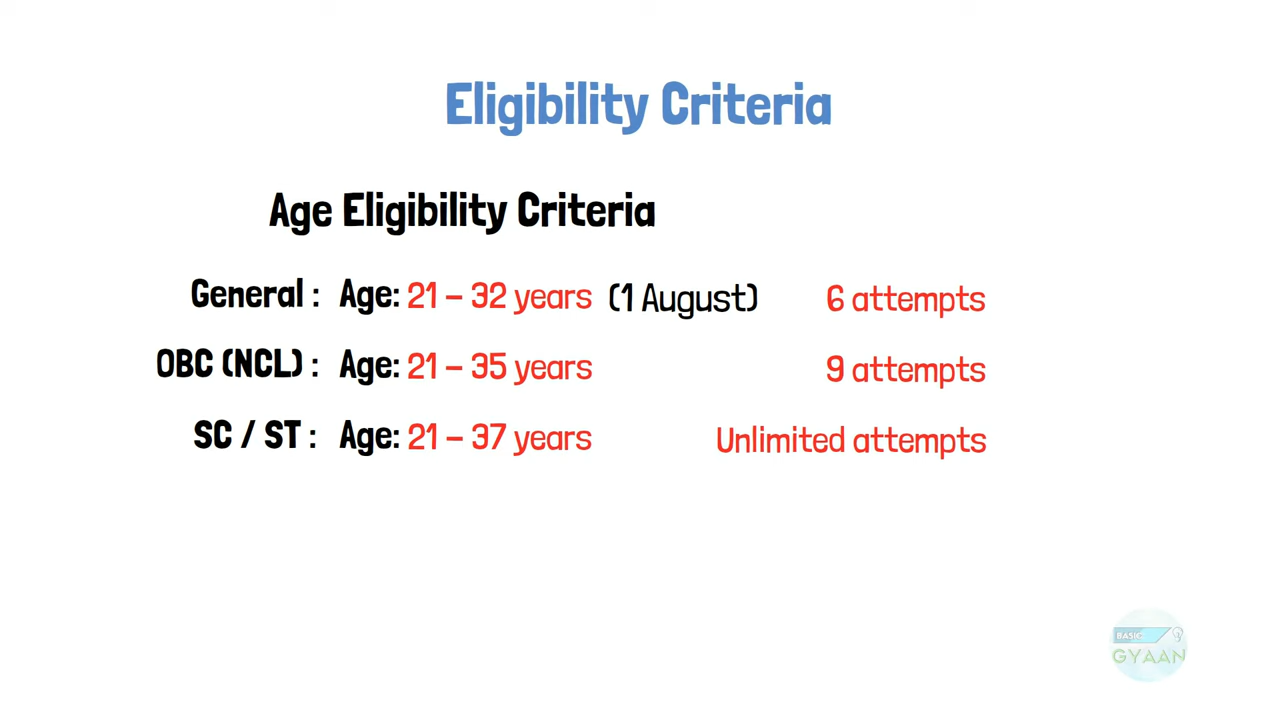 Eligibility Criteria
Age Eligibility Criteria
General : Age: 21 – 32 years (1 August) 6 attempts
OBC (NCL) : Age: 21 – 35 years 9 attempts
SC / ST : Age: 21 – 37 years Unlimited attempts
BASIC
GYAAN